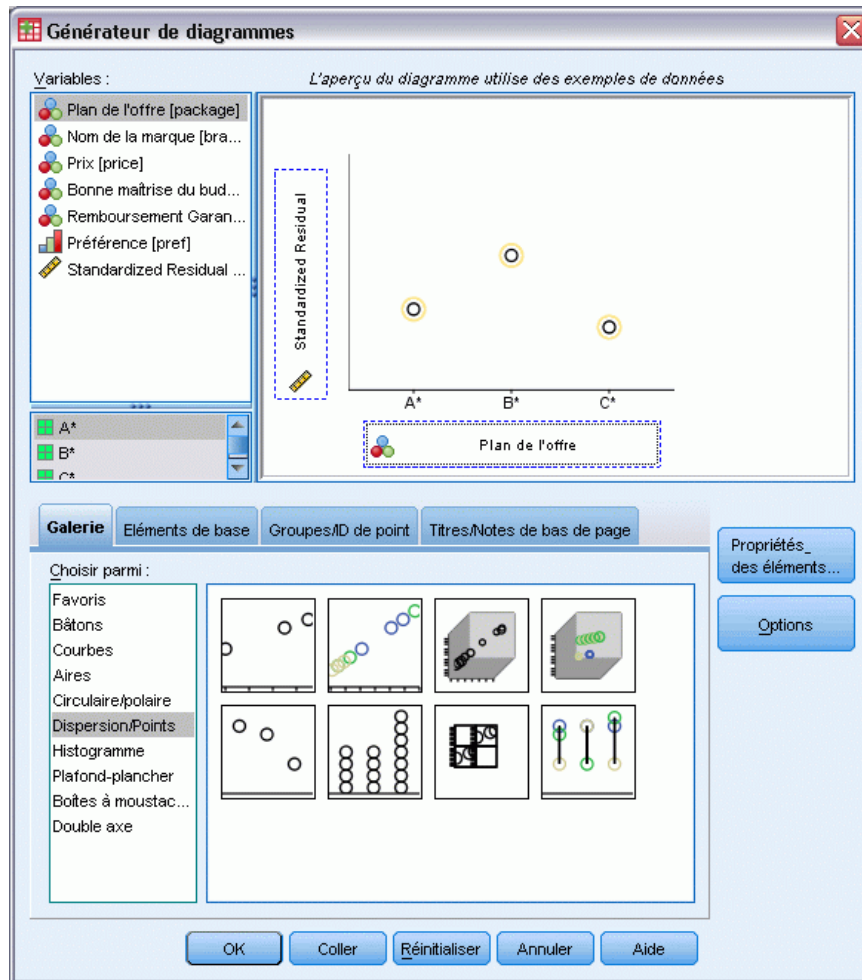 Générateur de diagrammes
Variables :
L'aperçu du diagramme utilise des exemples de données
Plan de l'offre [package]
Nom de la marque [bra...
Prix [price]
Bonne maîtrise du bud...
Remboursement Garan...
Préférence [pref]
Standardized Residual ...
A*
B*
C*
Standardized Residual
A* B* C*
Plan de l'offre
Galerie Eléments de base Groupes/ID de point Titres/Notes de bas de page
Choisir parmi :
Favoris
Bâtons
Courbes
Aires
Circulaire/polaire
Dispersion/Points
Histogramme
Plafond-plancher
Boîtes à moustac...
Double axe
Propriétés_
des éléments...
Options
OK Coller Réinitialiser Annuler Aide